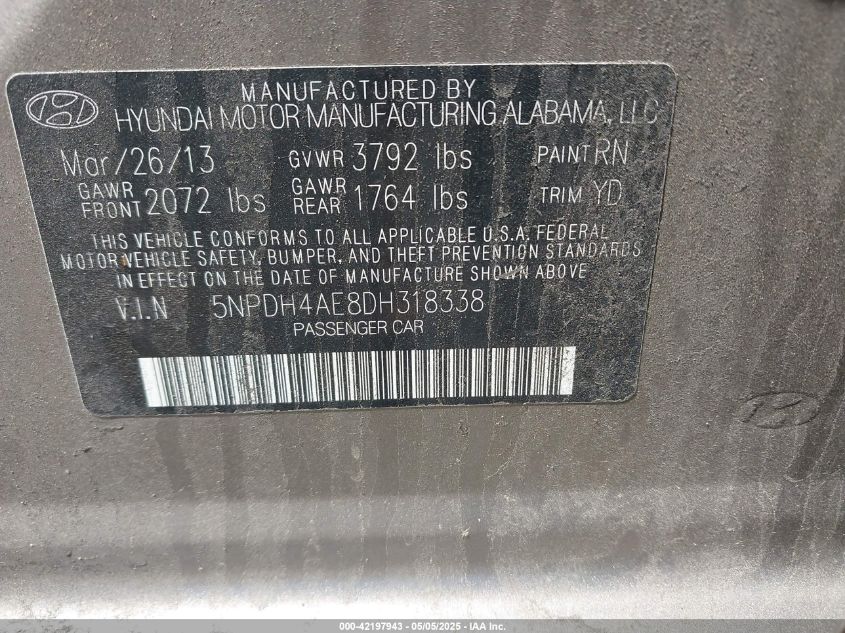 MANUFACTURED BY
HYUNDAI MOTOR MANUFACTURING ALABAMA, LLC
Mar/26/13 GVWR 3792 lbs PAINT RN
GAWR FRONT 2072 lbs GAWR REAR 1764 lbs TRIM YD
THIS VEHICLE CONFORMS TO ALL APPLICABLE U.S.A. FEDERAL
MOTOR VEHICLE SAFETY, BUMPER, AND THEFT PREVENTION STANDARDS
IN EFFECT ON THE DATE OF MANUFACTURE SHOWN ABOVE
V.I.N 5NPDH4AE8DH318338
PASSENGER CAR
000-42197943 - 05/05/2025 - IAA Inc.